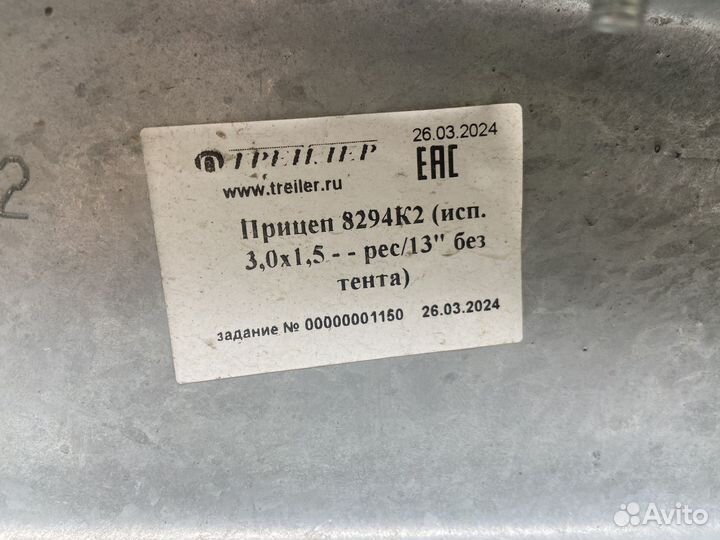 ТРЕЙЛЕР
26.03.2024
EAC
www.treiler.ru
Прицеп 8294К2 (исп.
3,0х1,5 - - рес/13" без
тента)
задание № 00000001150 26.03.2024
2
Avito